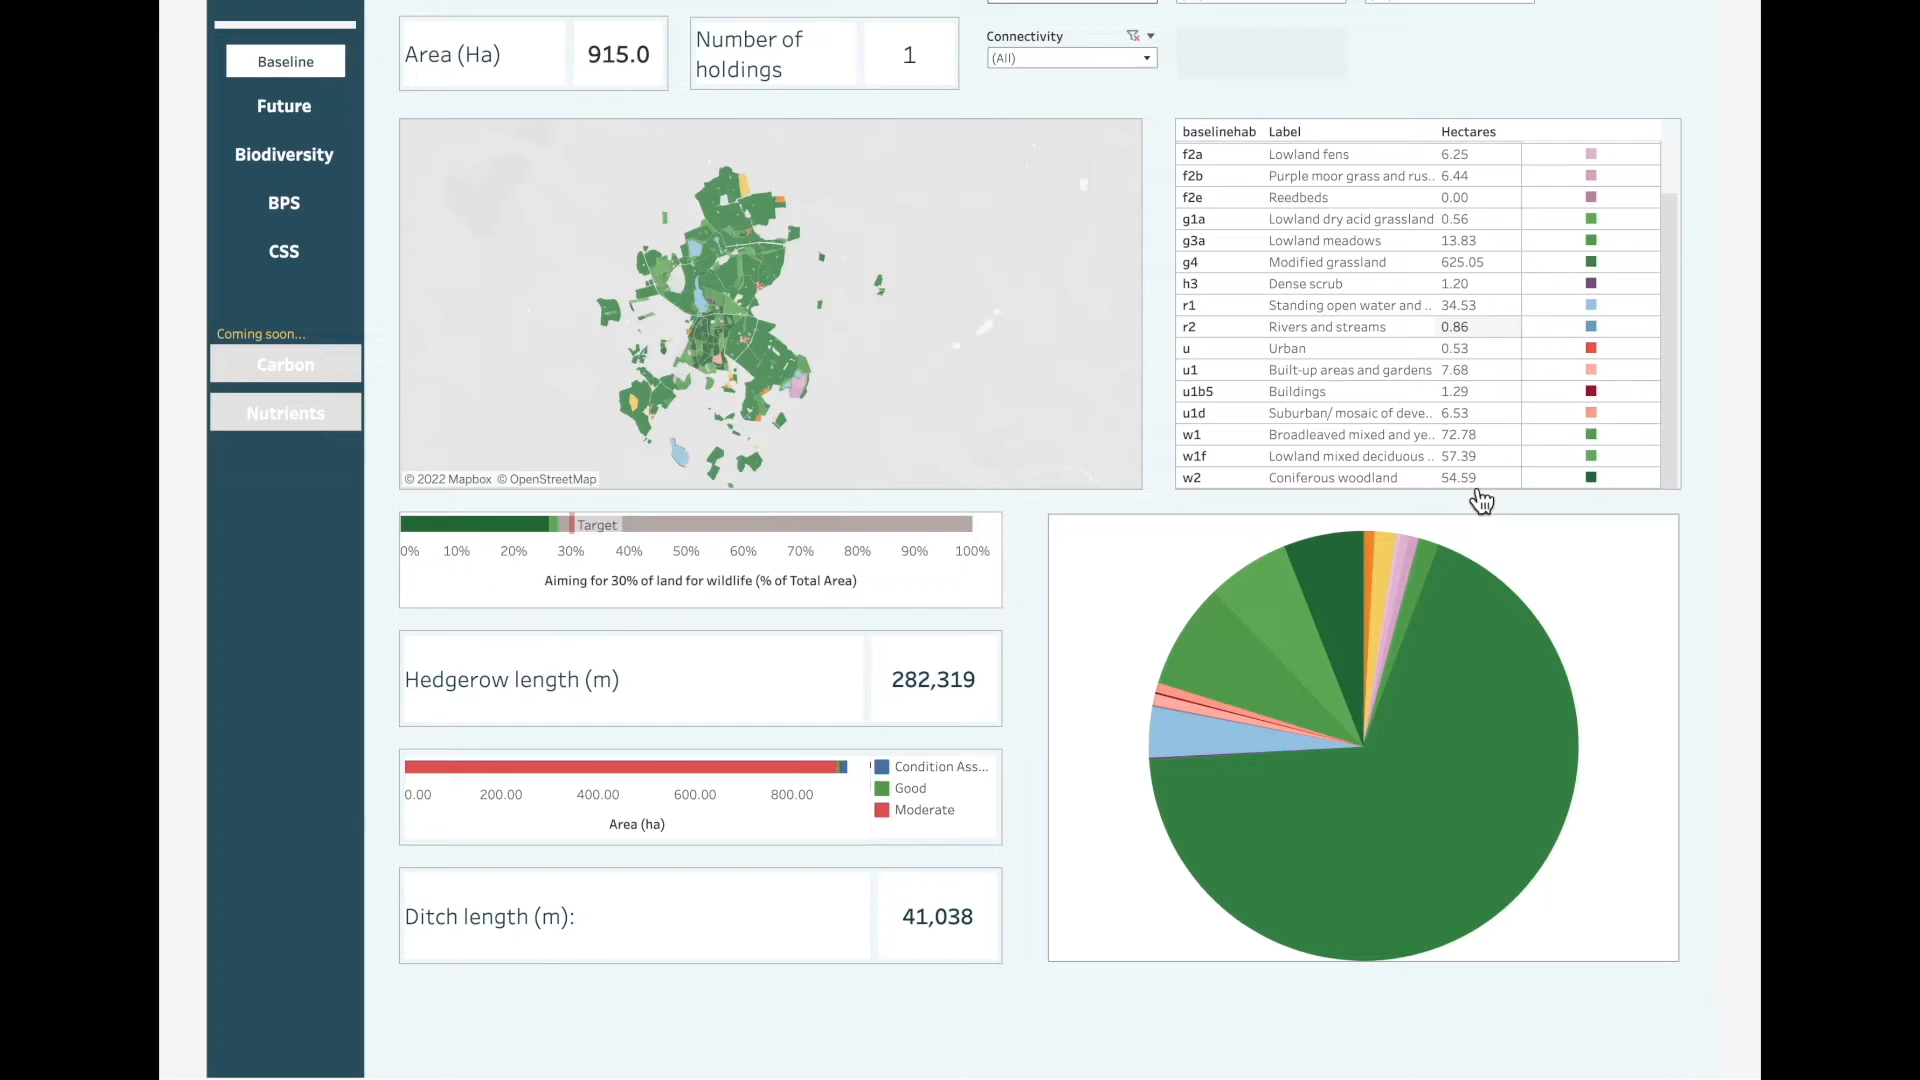 Baseline
Future
Biodiversity
BPS
CSS
Coming soon...
Carbon
Nutrients
Area (Ha)
915.0
Number of
holdings
1
Connectivity
(All)
© 2022 Mapbox © OpenStreetMap
baselinehab Label Hectares
f2a Lowland fens 6.25
f2b Purple moor grass and rus.. 6.44
f2e Reedbeds 0.00
g1a Lowland dry acid grassland 0.56
g3a Lowland meadows 13.83
g4 Modified grassland 625.05
h3 Dense scrub 1.20
r1 Standing open water and .. 34.53
r2 Rivers and streams 0.86
u Urban 0.53
u1 Built-up areas and gardens 7.68
u1b5 Buildings 1.29
u1d Suburban/ mosaic of deve.. 6.53
w1 Broadleaved mixed and ye.. 72.78
w1f Lowland mixed deciduous .. 57.39
w2 Coniferous woodland 54.59
Target
0% 10% 20% 30% 40% 50% 60% 70% 80% 90% 100%
Aiming for 30% of land for wildlife (% of Total Area)
Hedgerow length (m)
282,319
Condition Ass...
Good
Moderate
0.00 200.00 400.00 600.00 800.00
Area (ha)
Ditch length (m):
41,038